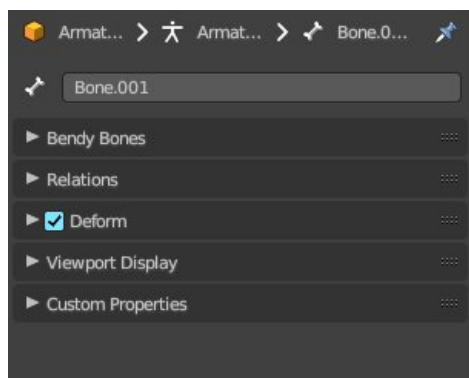 Armat... Armat... Bone.0...
Bone.001
Bendy Bones
Relations
Deform
Viewport Display
Custom Properties